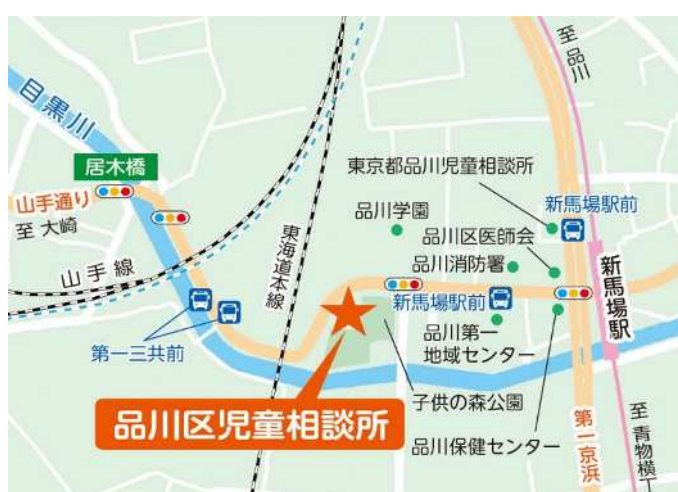 至 品川
目黒川
居木橋
東京都品川児童相談所
山手通り
至 大崎
品川学園
新馬場駅前
品川区医師会
山手線
東海道本線
品川消防署
新馬場駅
新馬場駅前
第一三共前
品川第一
地域センター
子供の森公園
品川区児童相談所
品川保健センター
第一京浜
至 青物横丁